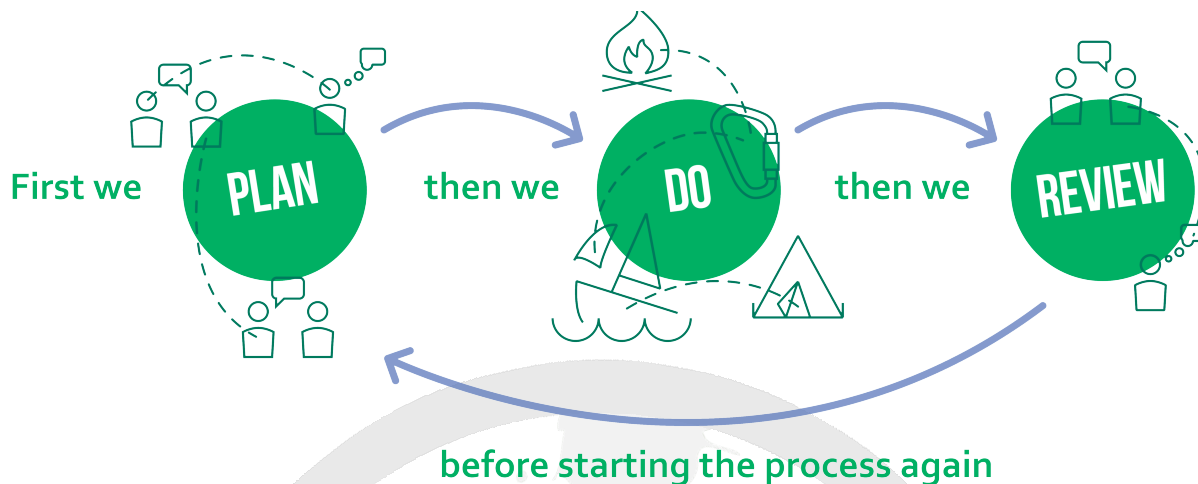 First we
PLAN
then we
DO
then we
REVIEW
before starting the process again